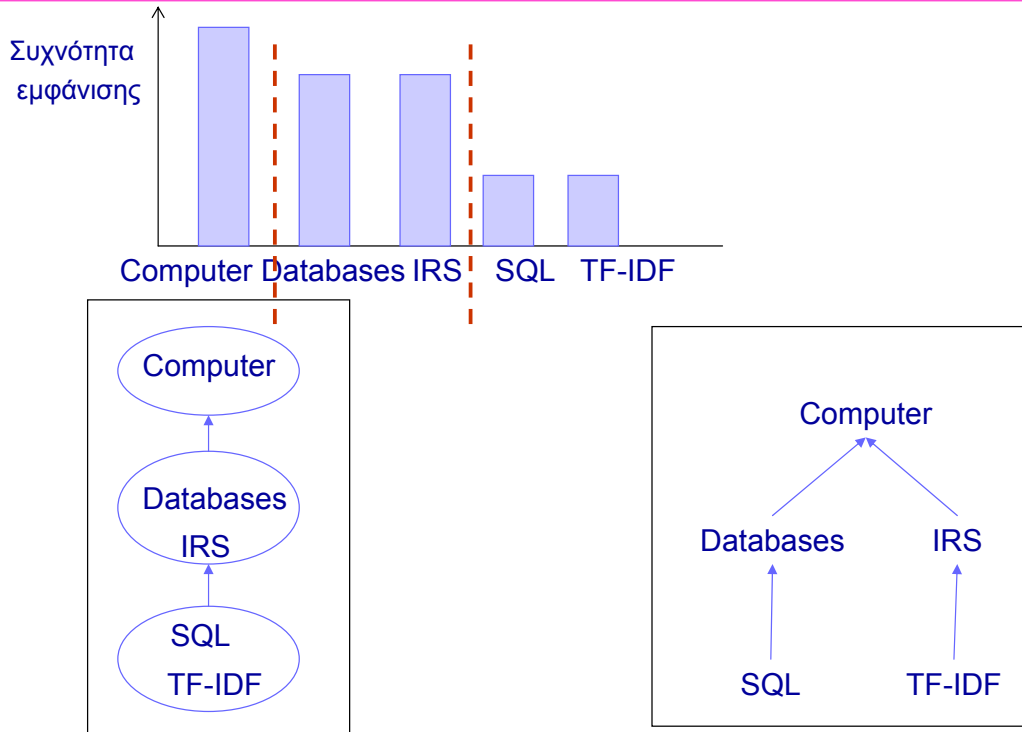 Συχνότητα
εμφάνισης
Computer Databases IRS SQL TF-IDF
Computer
Databases
IRS
SQL
TF-IDF
Computer
Databases IRS
SQL TF-IDF